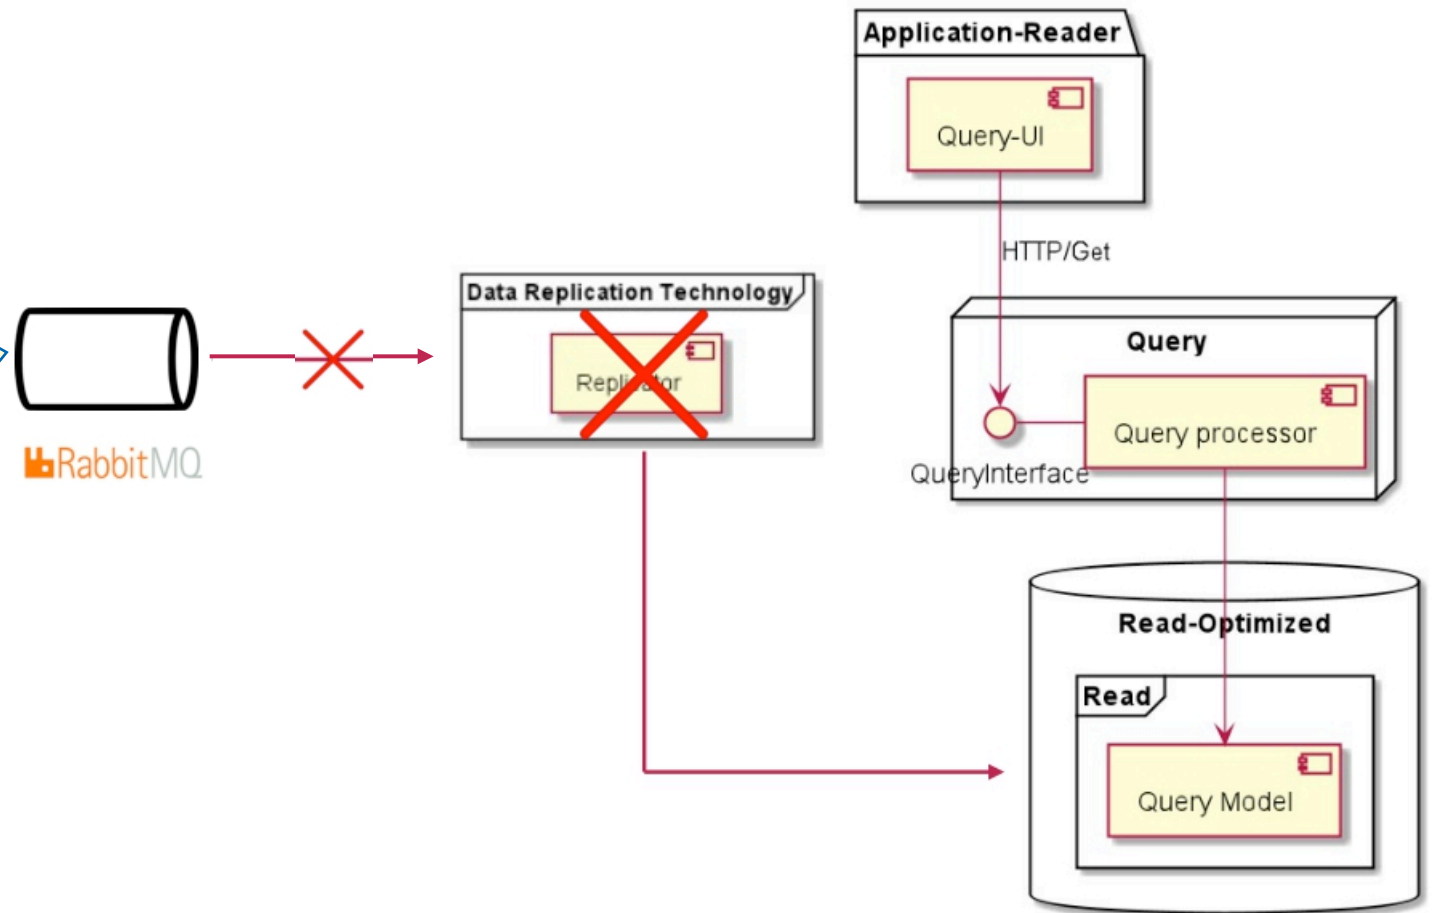 Application-Reader
Query-UI
HTTP/Get
Data Replication Technology
Replicator
RabbitMQ
Query
Query processor
QueryInterface
Read-Optimized
Read
Query Model